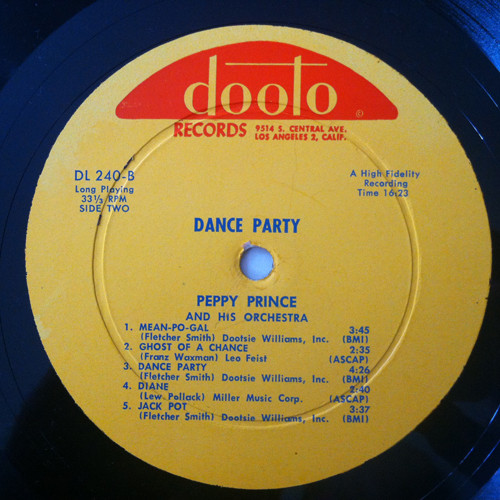 dooto
©
RECORDS 9514 S. CENTRAL AVE.
LOS ANGELES 2, CALIF.
DL 240-B
Long Playing
33⅓ RPM
SIDE TWO
A High Fidelity
Recording
Time 16:23
DANCE PARTY
PEPPY PRINCE
AND HIS ORCHESTRA
1. MEAN-PO-GAL 3:45
(Fletcher Smith) Dootsie Williams, Inc. (BMI)
2. GHOST OF A CHANCE 2:35
(Franz Waxman) Leo Feist (ASCAP)
3. DANCE PARTY 4:26
(Fletcher Smith) Dootsie Williams, Inc. (BMI)
4. DIANE 2:40
(Lew. Pollack) Miller Music Corp. (ASCAP)
5. JACK POT 3:37
(Fletcher Smith) Dootsie Williams, Inc. (BMI)